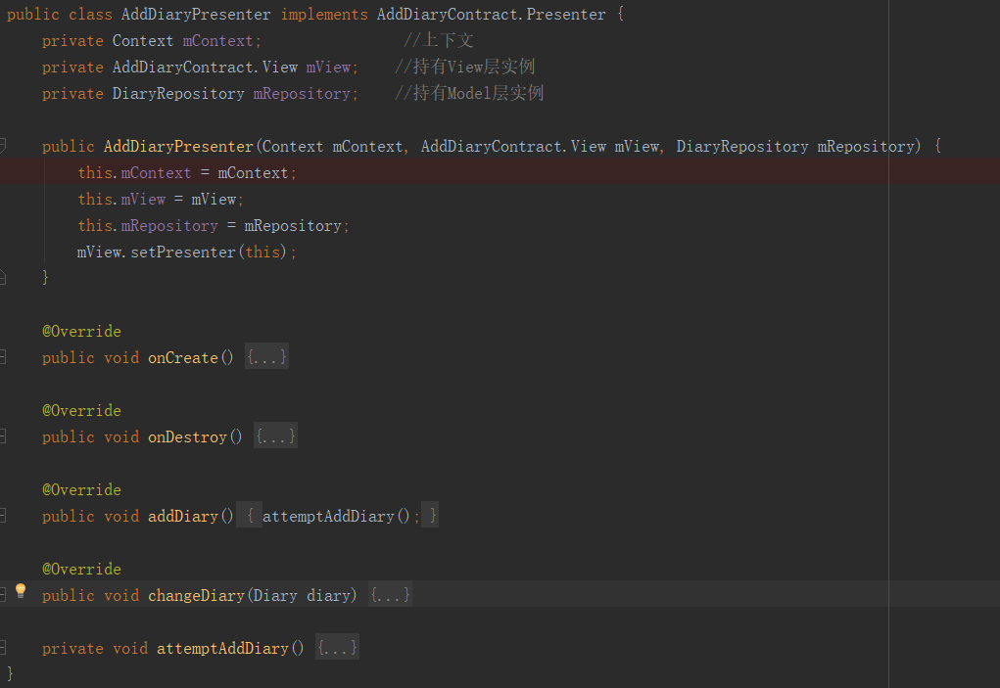 public class AddDiaryPresenter implements AddDiaryContract.Presenter {
private Context mContext; //上下文
private AddDiaryContract.View mView; //持有View层实例
private DiaryRepository mRepository; //持有Model层实例
public AddDiaryPresenter(Context mContext, AddDiaryContract.View mView, DiaryRepository mRepository) {
this.mContext = mContext;
this.mView = mView;
this.mRepository = mRepository;
mView.setPresenter(this);
}
@Override
public void onCreate() {...}
@Override
public void onDestroy() {...}
@Override
public void addDiary() { attemptAddDiary(); }
@Override
public void changeDiary(Diary diary) {...}
private void attemptAddDiary() {...}
}